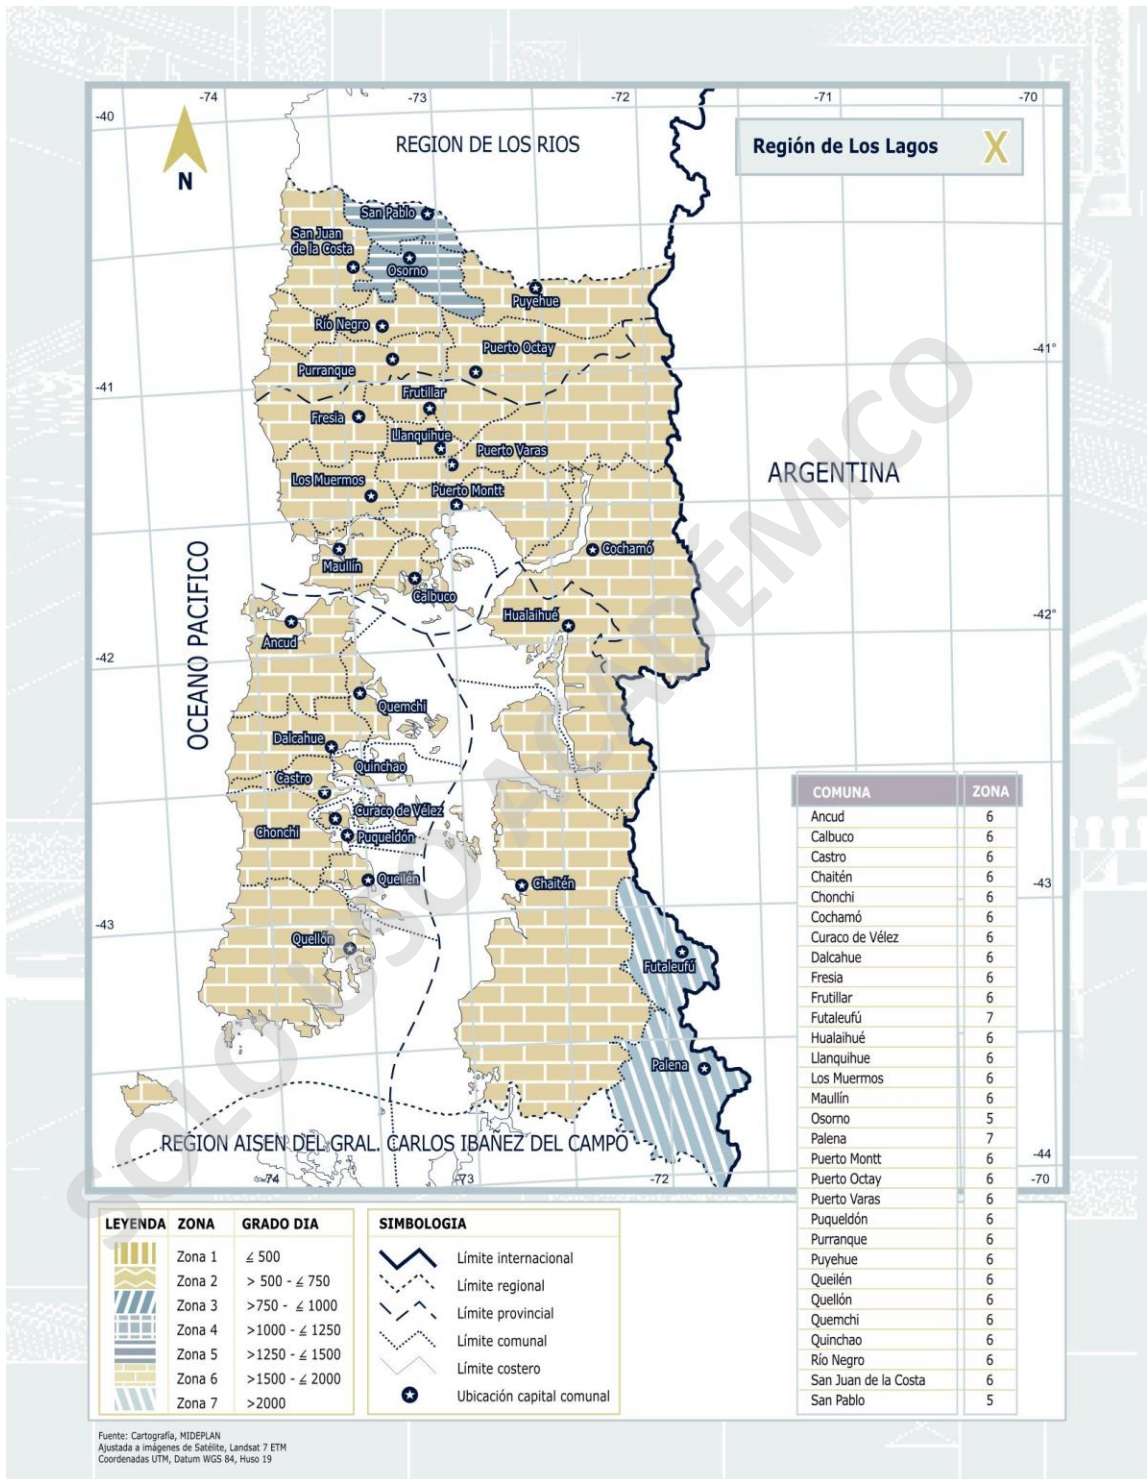 -74 -73 -72 -71 -70
-40
REGION DE LOS RIOS
Región de Los Lagos X
N
San Pablo
San Juan
de la Costa
Osorno
Puyehue
Río Negro
Puerto Octay
-41°
Purranque
-41
Frutillar
Fresia
Llanquihue
Puerto Varas
ARGENTINA
Los Muermos
Puerto Montt
Cochamó
Maullín
Calbuco
OCEANO PACIFICO
Hualaihué
-42°
Ancud
-42
Quemchi
Dalcahue
Quinchao
Castro
Curaco de Vélez
Chonchi
Puqueldón
Queilén
Chaitén
-43
-43
Quellón
Futaleufú
Palena
REGION AISEN DEL GRAL. CARLOS IBAÑEZ DEL CAMPO
-44
-74 -73 -72 -70
SOLO USO ACADÉMICO
COMUNA ZONA
Ancud 6
Calbuco 6
Castro 6
Chaitén 6
Chonchi 6
Cochamó 6
Curaco de Vélez 6
Dalcahue 6
Fresia 6
Frutillar 6
Futaleufú 7
Hualaihué 6
Llanquihue 6
Los Muermos 6
Maullín 6
Osorno 5
Palena 7
Puerto Montt 6
Puerto Octay 6
Puerto Varas 6
Puqueldón 6
Purranque 6
Puyehue 6
Queilén 6
Quellón 6
Quemchi 6
Quinchao 6
Río Negro 6
San Juan de la Costa 6
San Pablo 5
LEYENDA ZONA GRADO DIA
Zona 1 ≤ 500
Zona 2 > 500 - ≤ 750
Zona 3 >750 - ≤ 1000
Zona 4 >1000 - ≤ 1250
Zona 5 >1250 - ≤ 1500
Zona 6 >1500 - ≤ 2000
Zona 7 >2000
SIMBOLOGIA
Límite internacional
Límite regional
Límite provincial
Límite comunal
Límite costero
Ubicación capital comunal
Fuente: Cartografía, MIDEPLAN
Ajustada a imágenes de Satélite, Landsat 7 ETM
Coordenadas UTM, Datum WGS 84, Huso 19